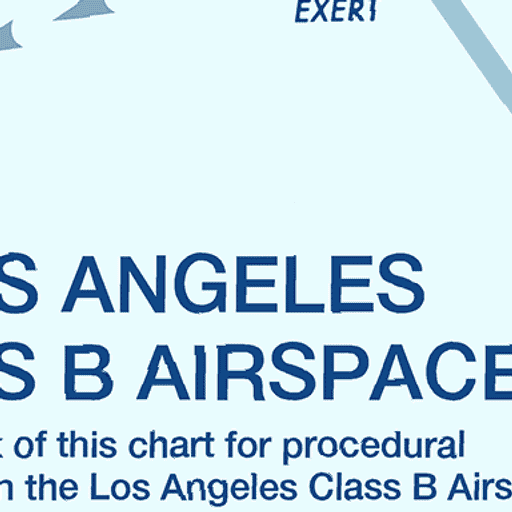 EXERT
S ANGELES
S B AIRSPACE
of this chart for procedural
the Los Angeles Class B Airs